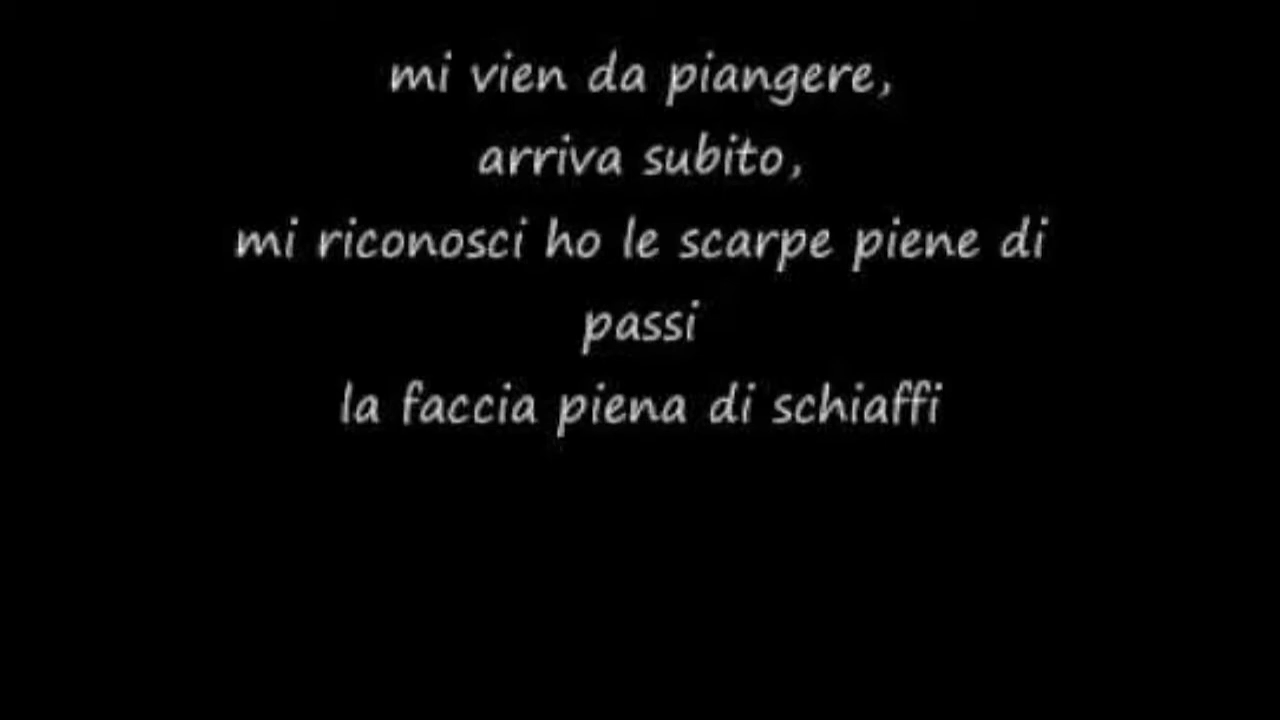 mi vien da piangere,
arriva subito,
mi riconosci ho le scarpe piene di
passi
la faccia piena di schiaffi